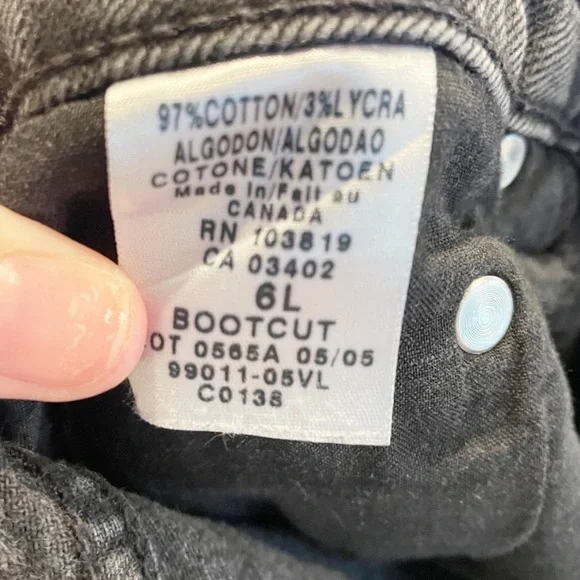 97%COTTON/3%LYCRA
ALGODON/ALGODAO
COTONE/KATOEN
Made In/Fait au
CANADA
RN 103819
CA 03402
6L
BOOTCUT
OT 0565A 05/05
99011-05VL
C0138